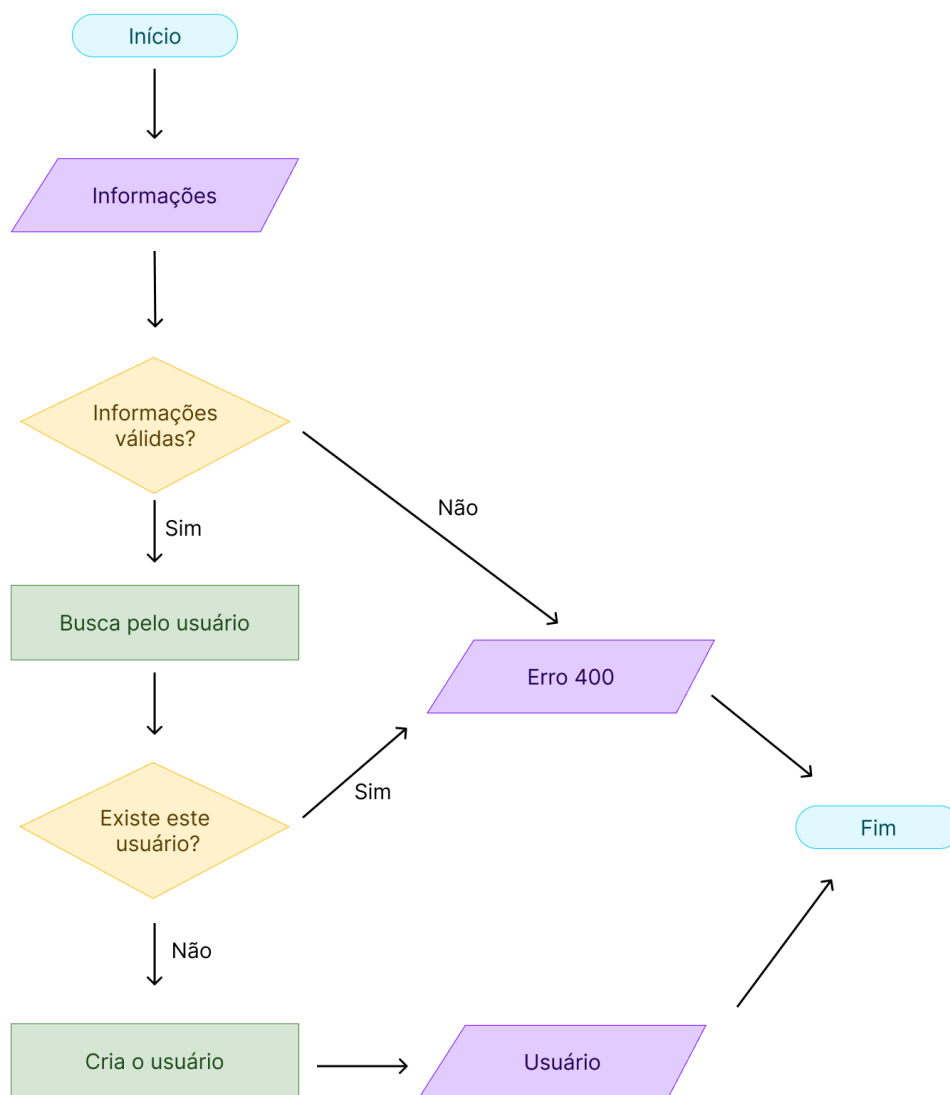 Início
Informações
Informações
válidas?
Não
Sim
Busca pelo usuário
Erro 400
Sim
Existe este
usuário?
Fim
Não
Cria o usuário
Usuário